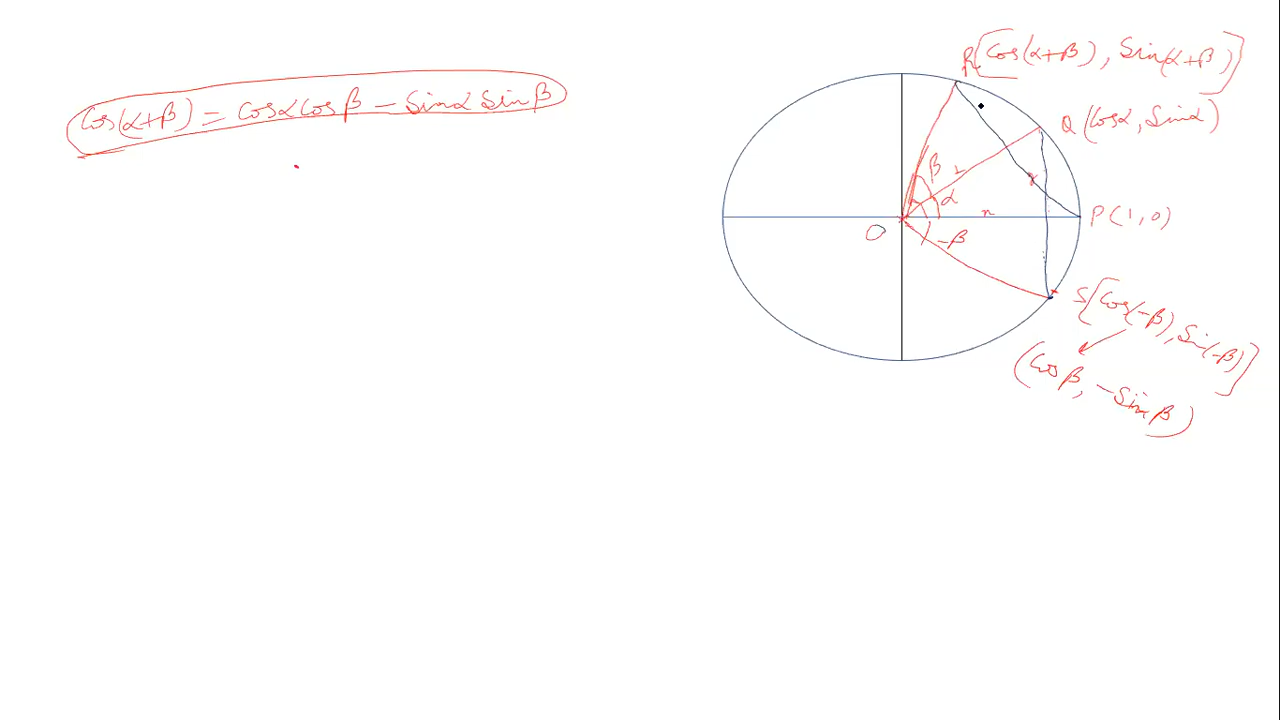 Cos(α+β) = Cosα Cosβ − Sinα Sinβ
R[Cos(α+β), Sin(α+β)]
Q (Cosα, Sinα)
β
α
P(1,0)
O
-β
S[Cos(-β), Sin(-β)]
(Cosβ, -Sinβ)